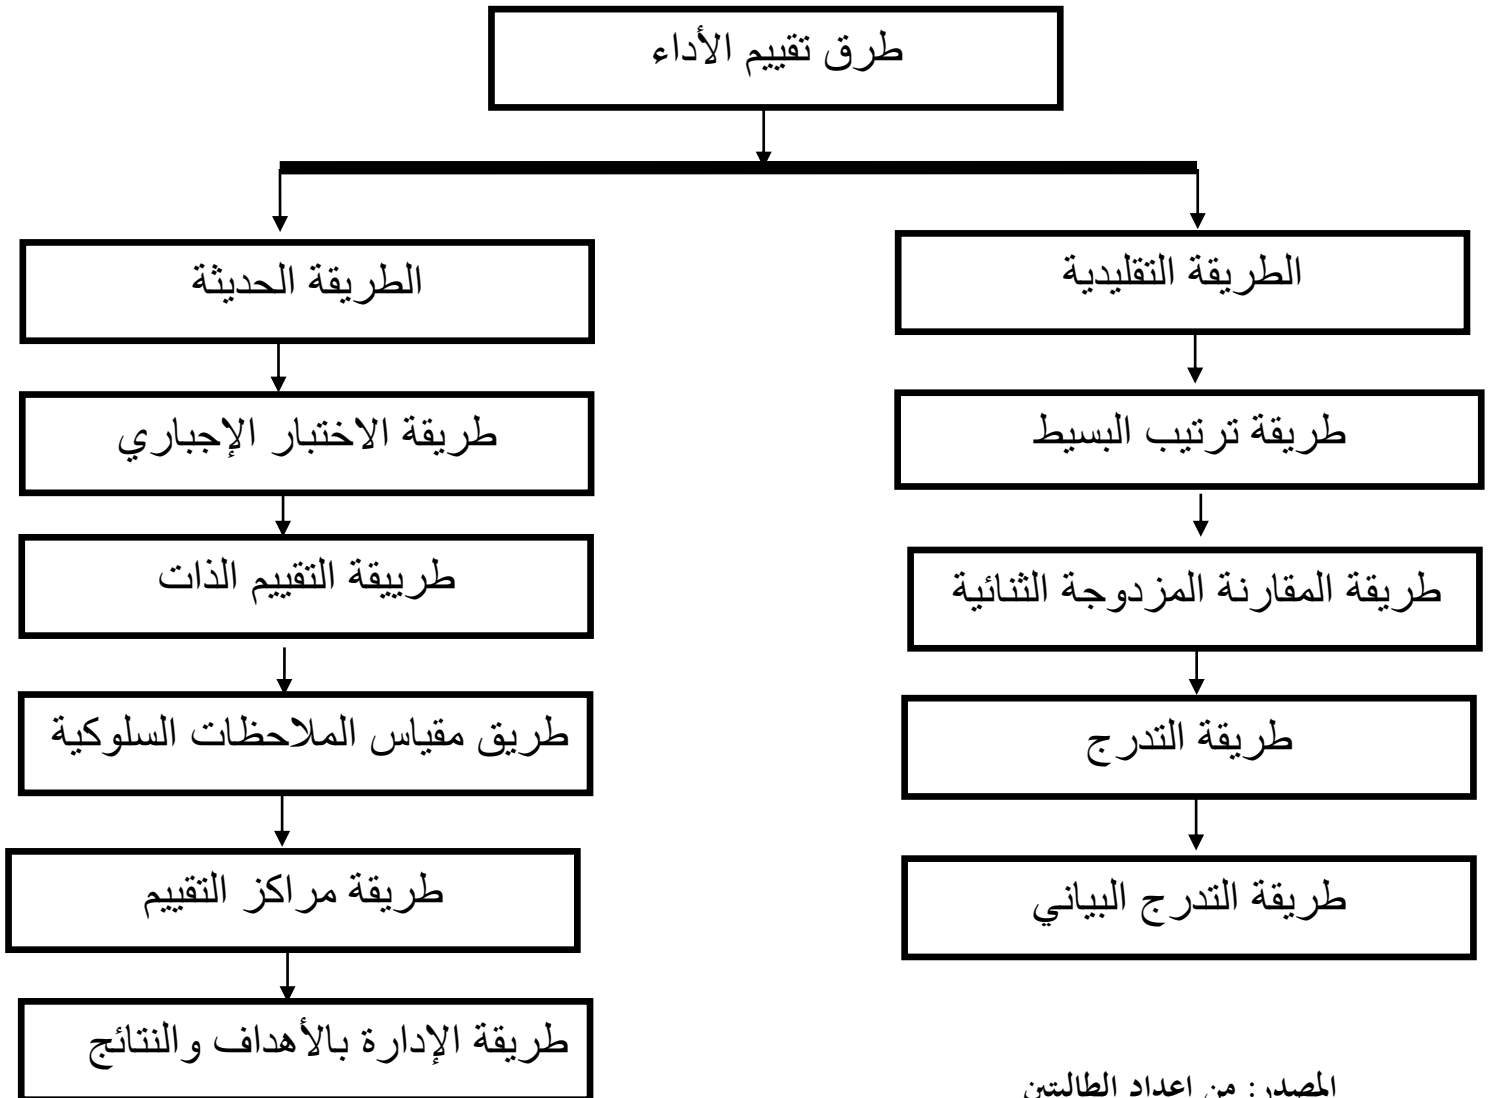 طرق تقييم الأداء
الطريقة التقليدية
طريقة ترتيب البسيط
طريقة المقارنة المزدوجة الثنائية
طريقة التدرج
طريقة التدرج البياني
الطريقة الحديثة
طريقة الاختبار الإجباري
طرييقة التقييم الذات
طريق مقياس الملاحظات السلوكية
طريقة مراكز التقييم
طريقة الإدارة بالأهداف والنتائج
المصدر: من اعداد الطالبتين